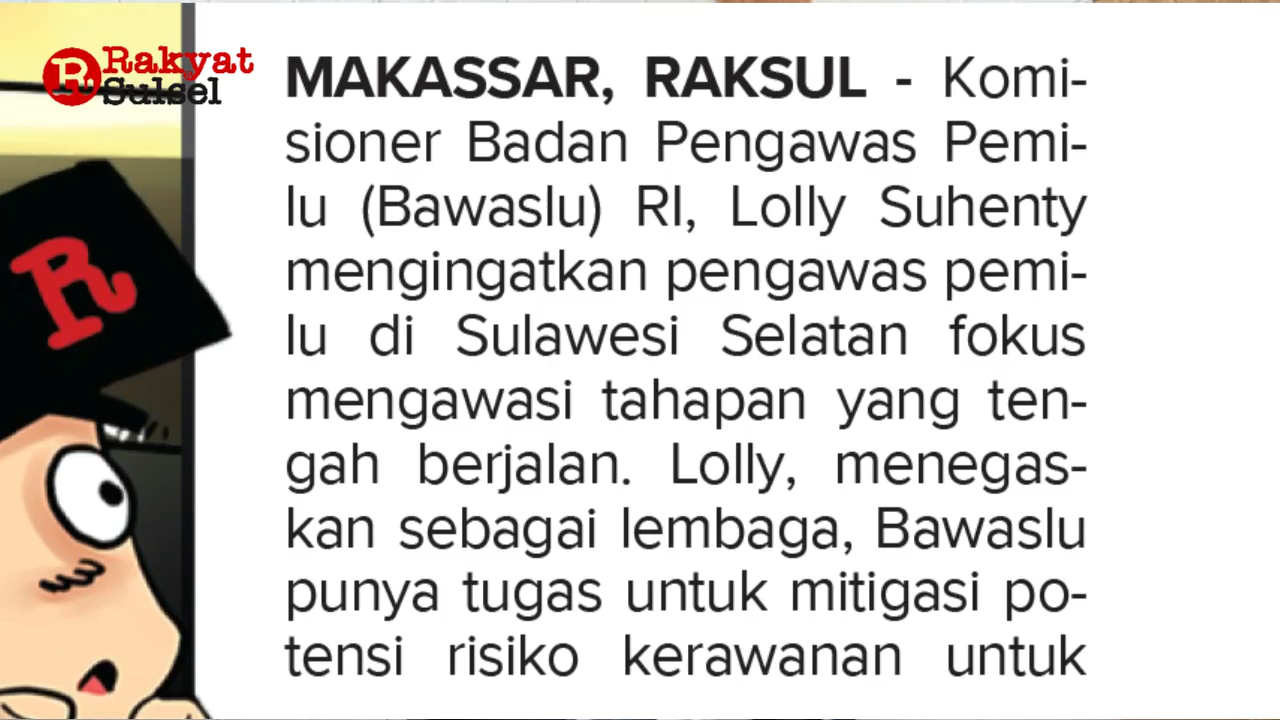 Rakyat
Sulsel
R
R
MAKASSAR, RAKSUL - Komi-
sioner Badan Pengawas Pemi-
lu (Bawaslu) RI, Lolly Suhenty
mengingatkan pengawas pemi-
lu di Sulawesi Selatan fokus
mengawasi tahapan yang ten-
gah berjalan. Lolly, menegas-
kan sebagai lembaga, Bawaslu
punya tugas untuk mitigasi po-
tensi risiko kerawanan untuk